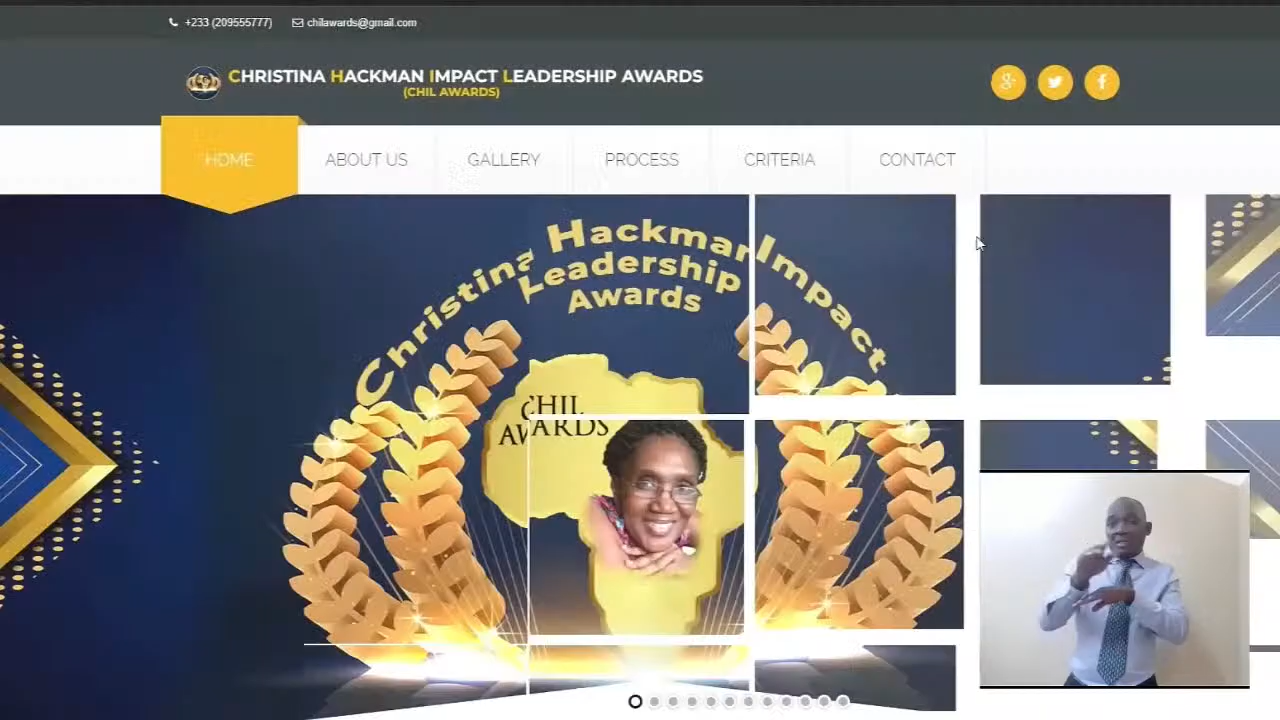 +233 (209555777) chilawards@gmail.com
CHRISTINA HACKMAN IMPACT LEADERSHIP AWARDS
(CHIL AWARDS)
HOME ABOUT US GALLERY PROCESS CRITERIA CONTACT
Christina Hackman Impact
Leadership
Awards
CHIL
AWARDS